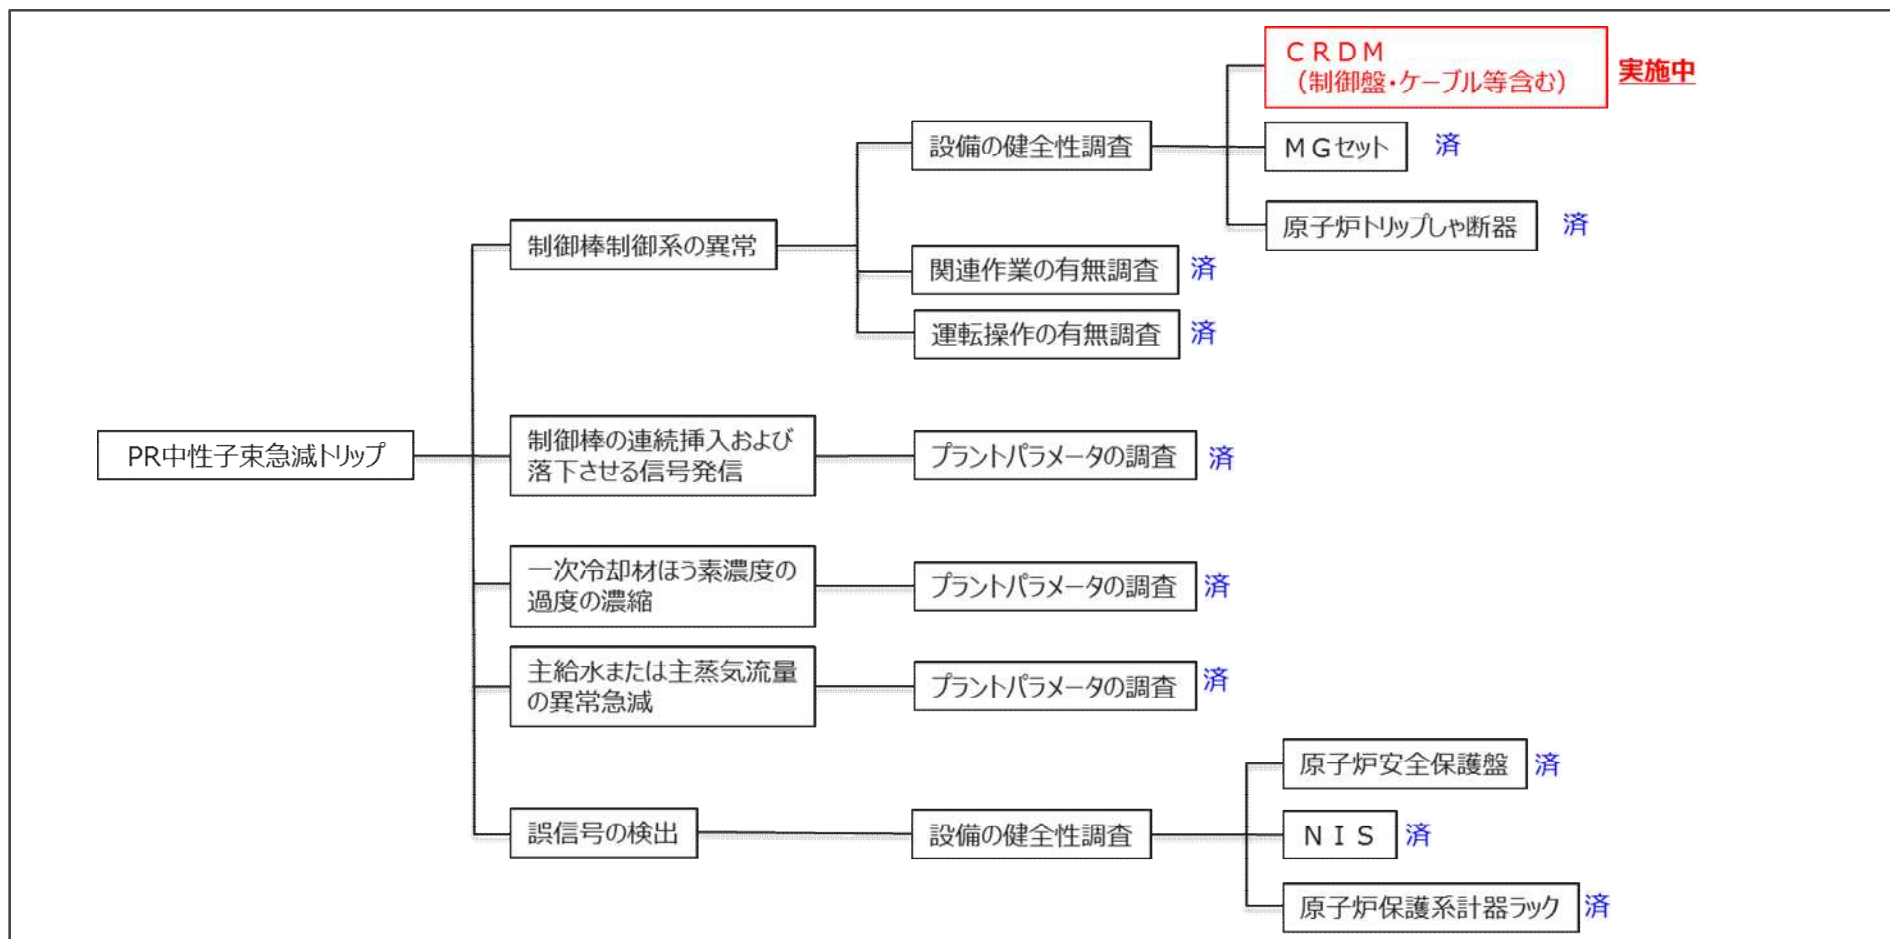 CRDM
(制御盤・ケーブル等含む)
実施中
設備の健全性調査
MGセット
済
原子炉トリップしゃ断器
済
制御棒制御系の異常
関連作業の有無調査
済
運転操作の有無調査
済
PR中性子束急減トリップ
制御棒の連続挿入および
落下させる信号発信
プラントパラメータの調査
済
一次冷却材ほう素濃度の
過度の濃縮
プラントパラメータの調査
済
主給水または主蒸気流量
の異常急減
プラントパラメータの調査
済
原子炉安全保護盤
済
誤信号の検出
設備の健全性調査
NIS
済
原子炉保護系計器ラック
済